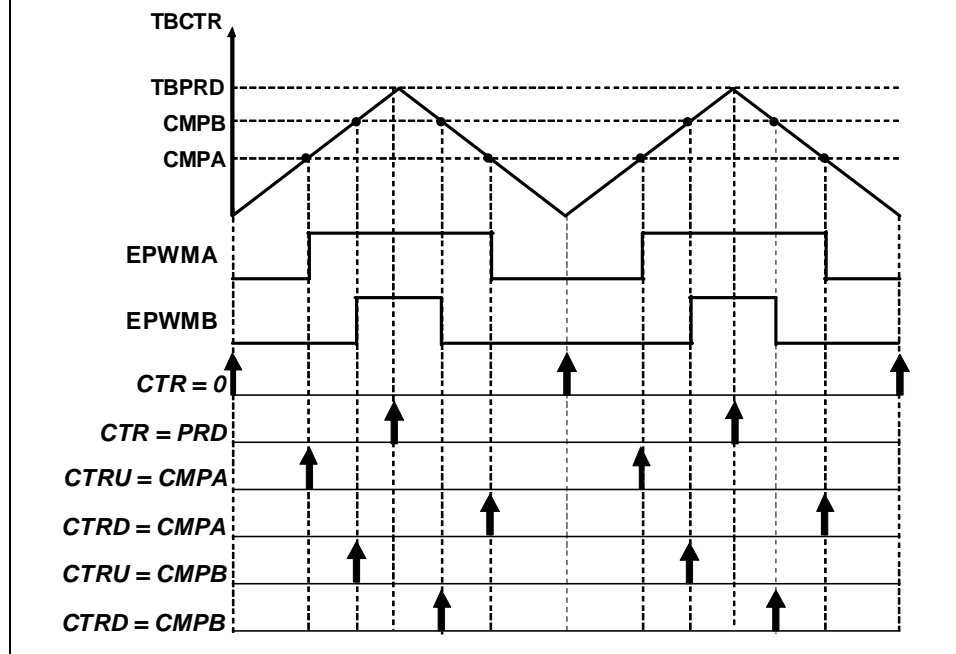 TBCTR
TBPRD
CMPB
CMPA
EPWMA
EPWMB
CTR = 0
CTR = PRD
CTRU = CMPA
CTRD = CMPA
CTRU = CMPB
CTRD = CMPB